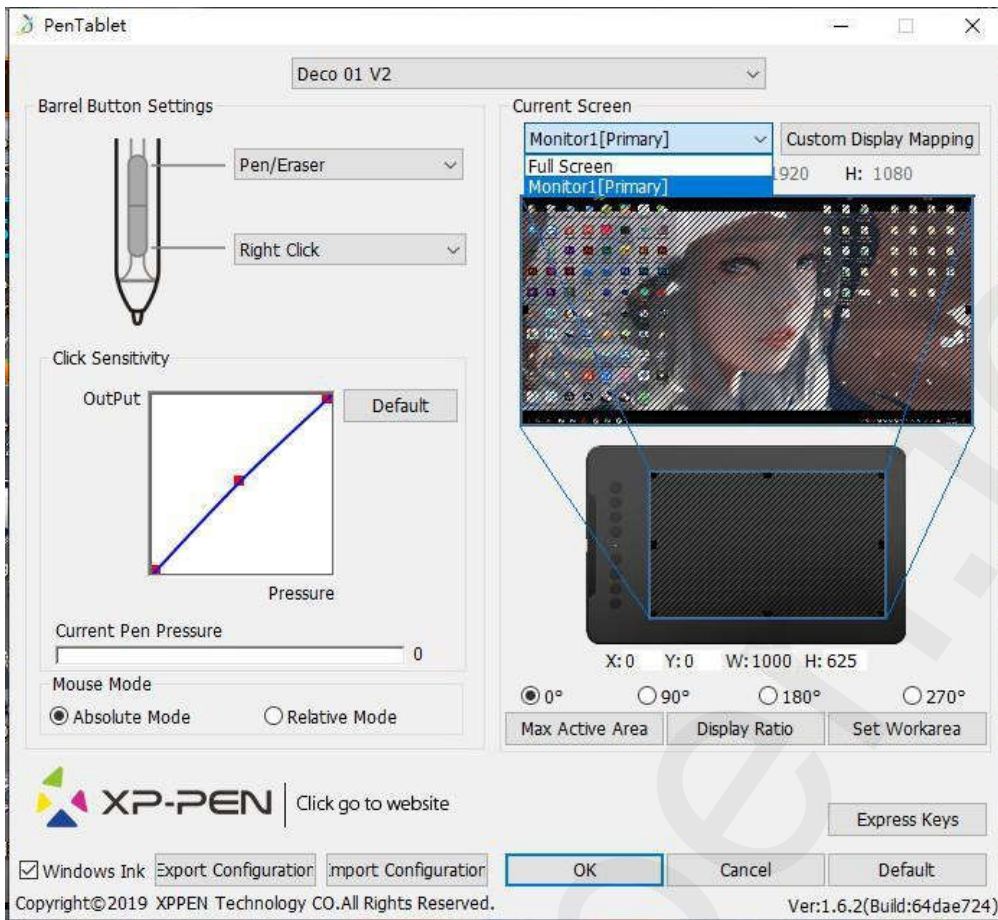 PenTablet
Deco 01 V2
Barrel Button Settings
Pen/Eraser
Right Click
Click Sensitivity
OutPut
Default
Pressure
Current Pen Pressure
0
Mouse Mode
Absolute Mode
Relative Mode
Current Screen
Monitor1[Primary]
Custom Display Mapping
Full Screen
Monitor1[Primary]
1920 H: 1080
X: 0 Y: 0 W: 1000 H: 625
0° 90° 180° 270°
Max Active Area Display Ratio Set Workarea
XP-PEN Click go to website
Express Keys
Windows Ink Export Configuration Import Configuration OK Cancel Default
Copyright©2019 XPPEN Technology CO.All Rights Reserved. Ver:1.6.2(Build:64dae724)